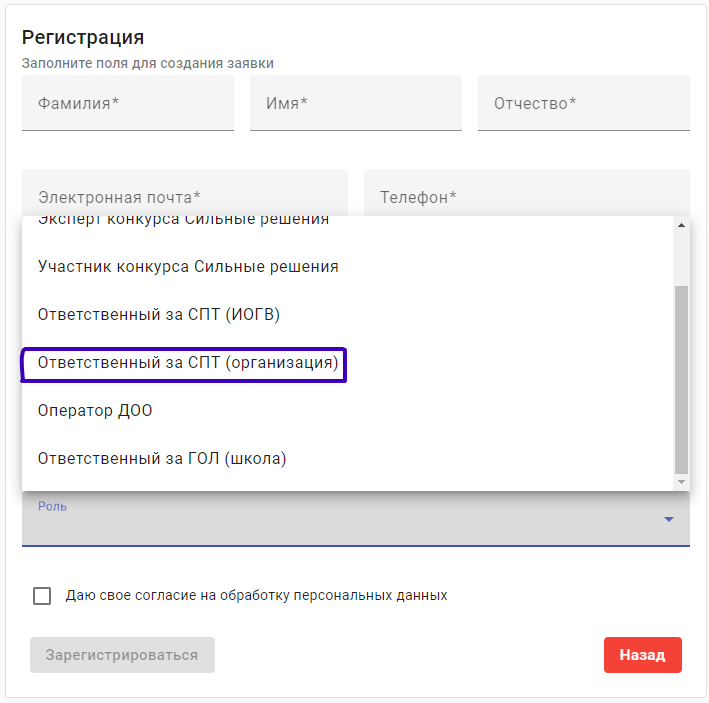 Регистрация
Заполните поля для создания заявки
Фамилия* Имя* Отчество*
Электронная почта* Телефон*
Эксперт конкурса Сильные решения
Участник конкурса Сильные решения
Ответственный за СПТ (ИОГВ)
Ответственный за СПТ (организация)
Оператор ДОО
Ответственный за ГОЛ (школа)
Роль
Даю свое согласие на обработку персональных данных
Зарегистрироваться Назад